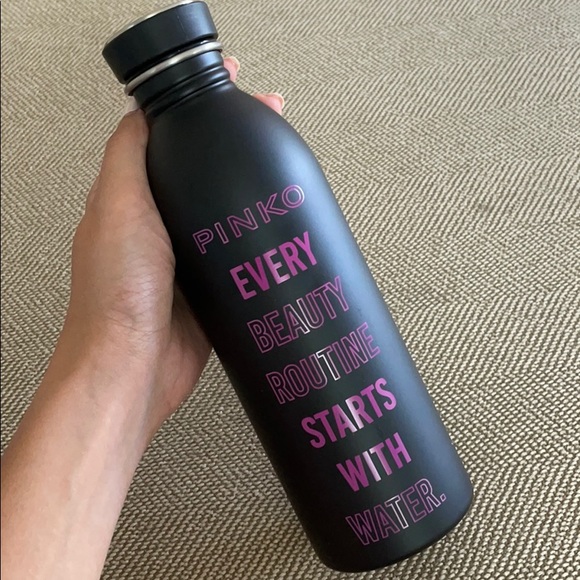 PINKO
EVERY
BEAUTY
ROUTINE
STARTS
WITH
WATER.